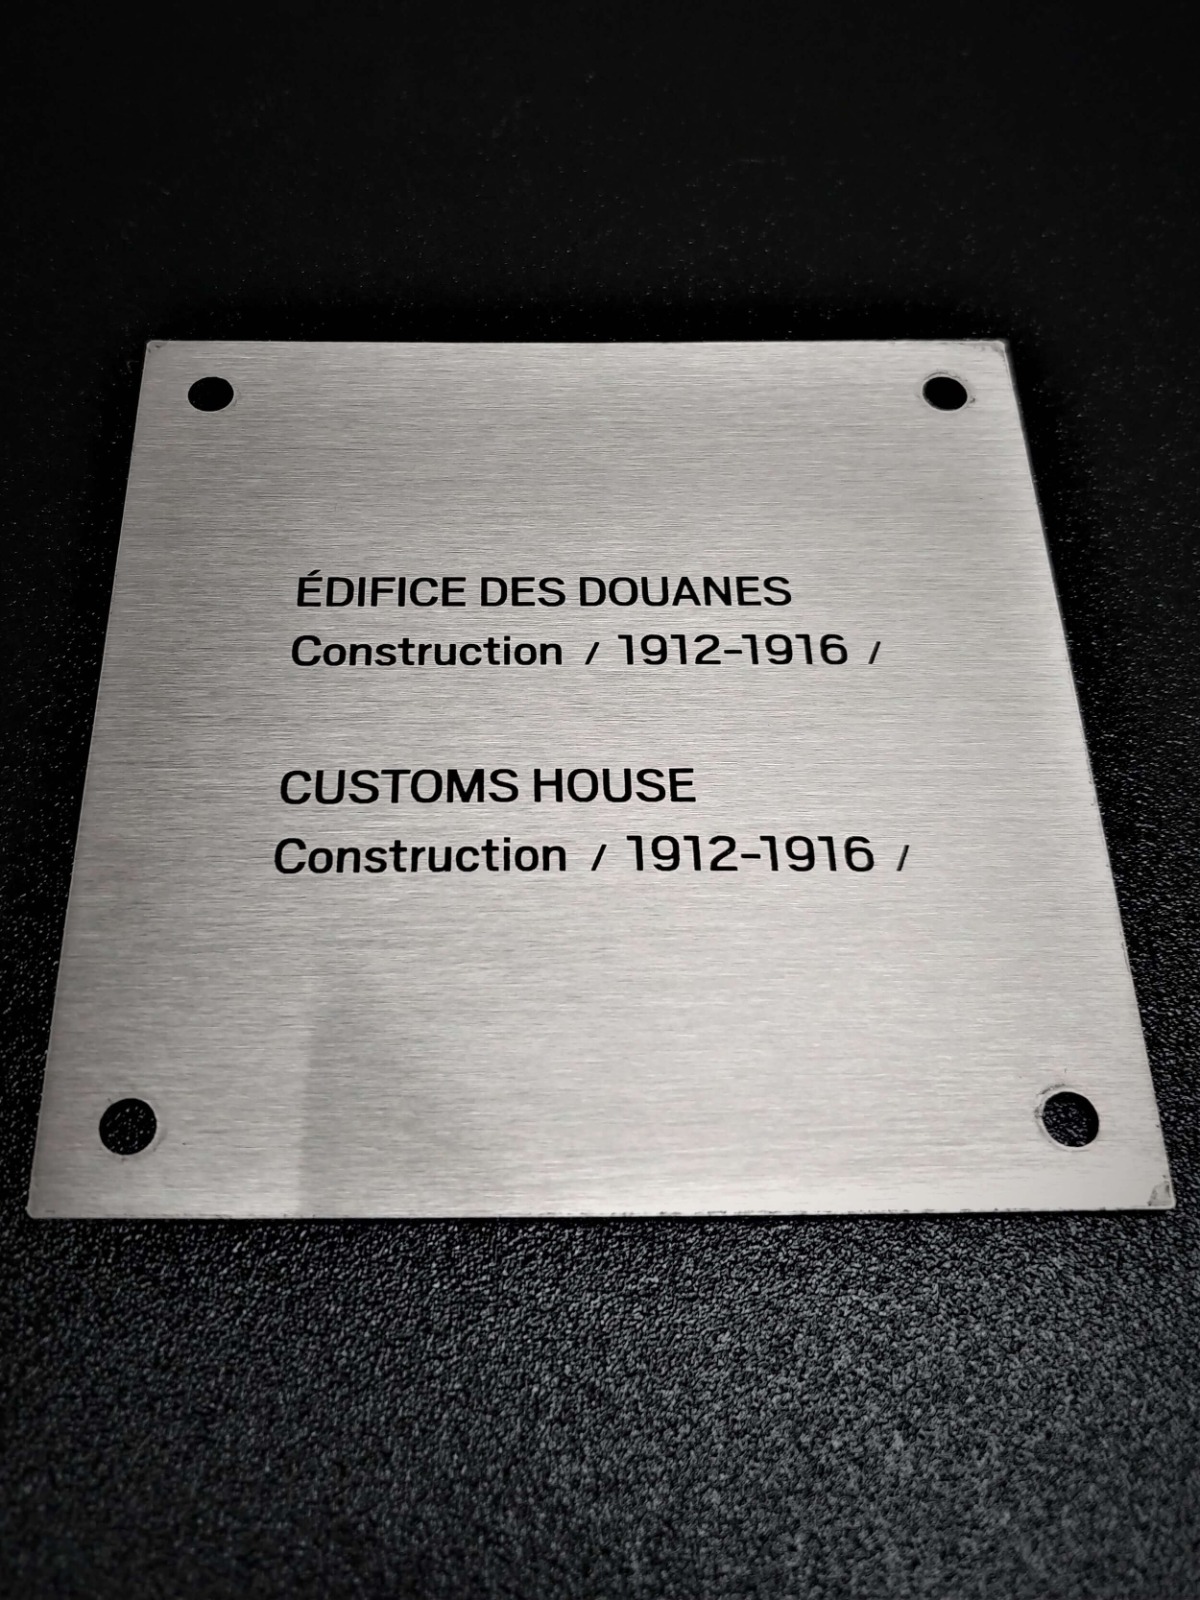 ÉDIFICE DES DOUANES
Construction / 1912-1916 /
CUSTOMS HOUSE
Construction / 1912-1916 /